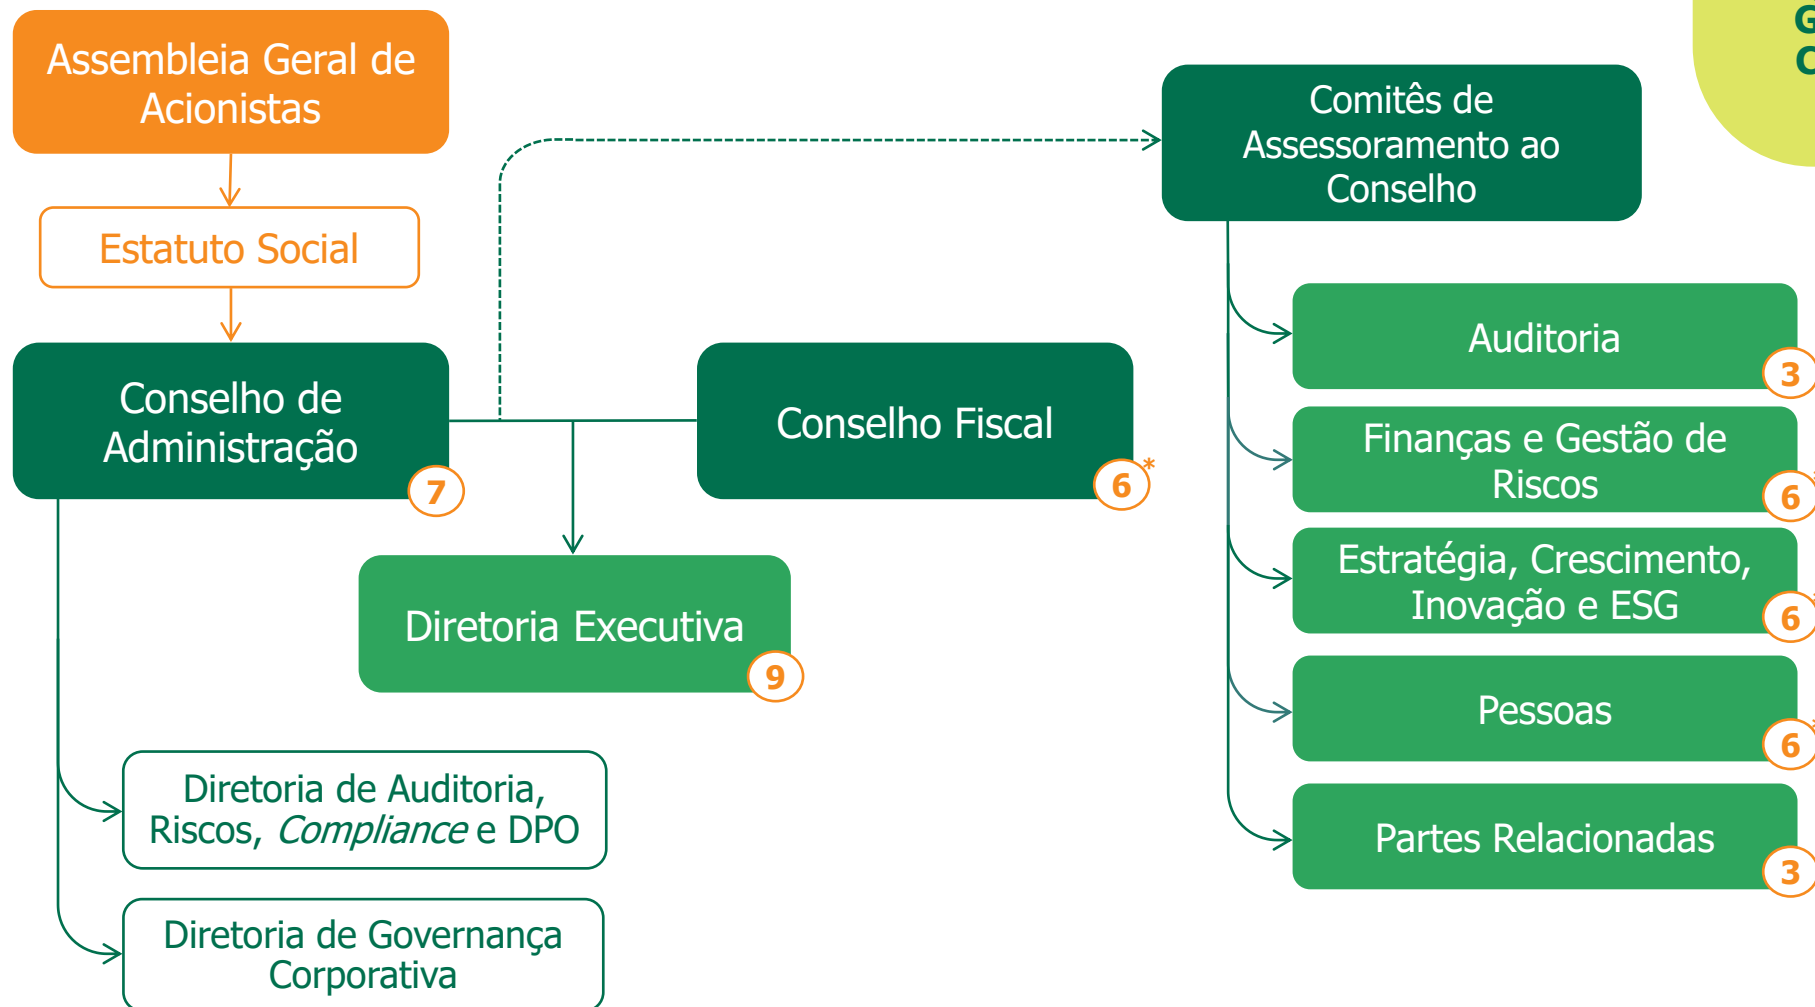 Assembleia Geral de
Acionistas
Estatuto Social
Conselho de
Administração
7
Conselho Fiscal
6*
Diretoria Executiva
9
Diretoria de Auditoria,
Riscos, Compliance e DPO
Diretoria de Governança
Corporativa
Comitês de
Assessoramento ao
Conselho
Auditoria
3
Finanças e Gestão de
Riscos
6
Estratégia, Crescimento,
Inovação e ESG
6
Pessoas
6
Partes Relacionadas
3